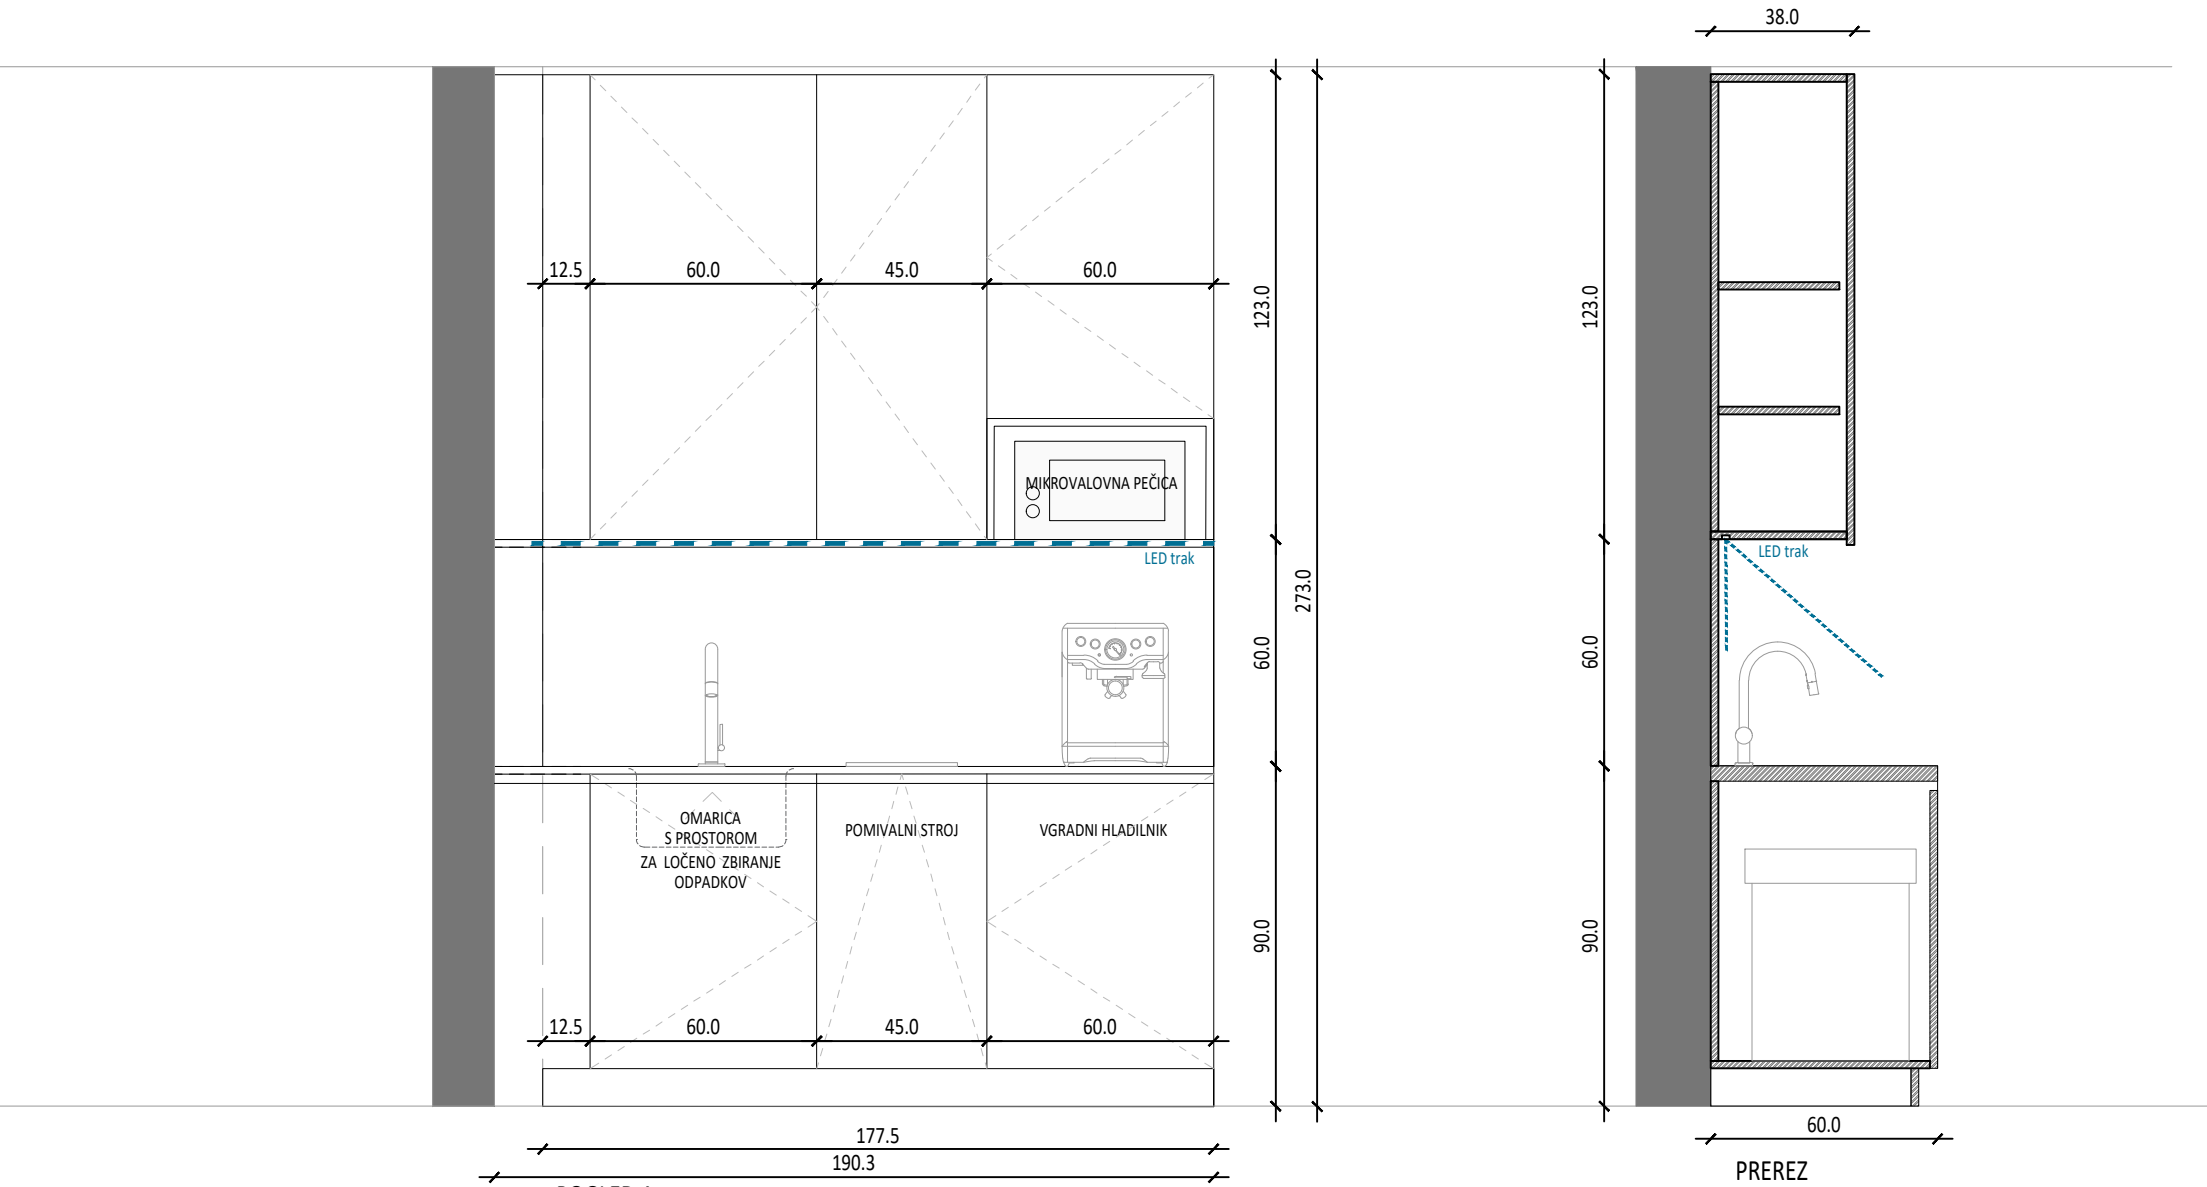 38.0
12.5
60.0
45.0
60.0
123.0
123.0
MIKROVALOVNA PEČICA
LED trak
LED trak
273.0
60.0
60.0
OMARICA
S PROSTOROM
ZA LOČENO ZBIRANJE
ODPADKOV
POMIVALNI STROJ
VGRADNI HLADILNIK
90.0
90.0
12.5
60.0
45.0
60.0
177.5
190.3
60.0
PREREZ